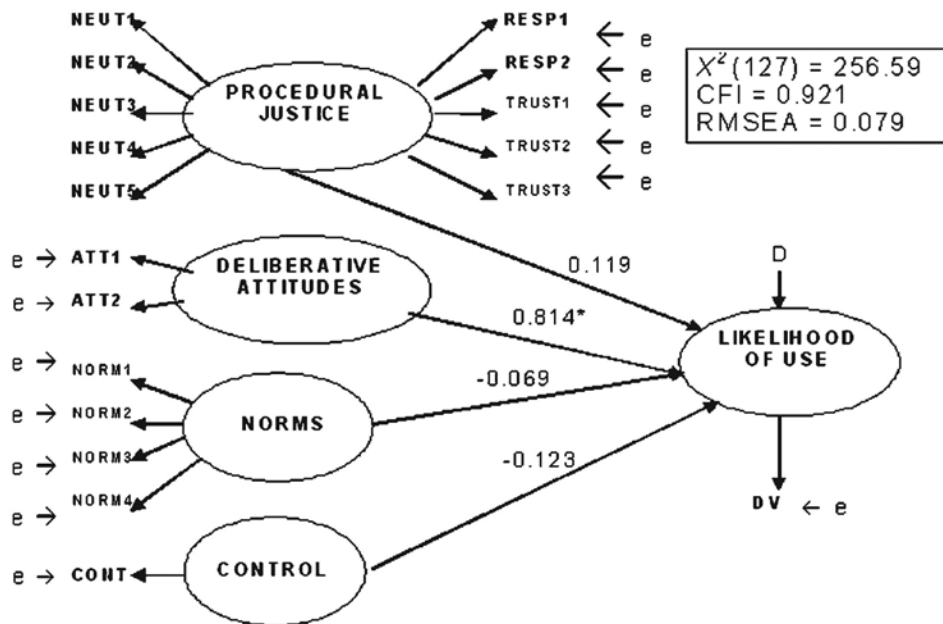 NEUT1
NEUT2
NEUT3
NEUT4
NEUT5
PROCEDURAL
JUSTICE
RESP1
← e
RESP2
← e
TRUST1
← e
TRUST2
← e
TRUST3
← e
X²(127) = 256.59
CFI = 0.921
RMSEA = 0.079
e → ATT1
e → ATT2
DELIBERATIVE
ATTITUDES
0.119
0.814*
-0.069
-0.123
D
LIKELIHOOD
OF USE
DV ← e
e → NORM1
e → NORM2
e → NORM3
e → NORM4
NORMS
e → CONT
CONTROL